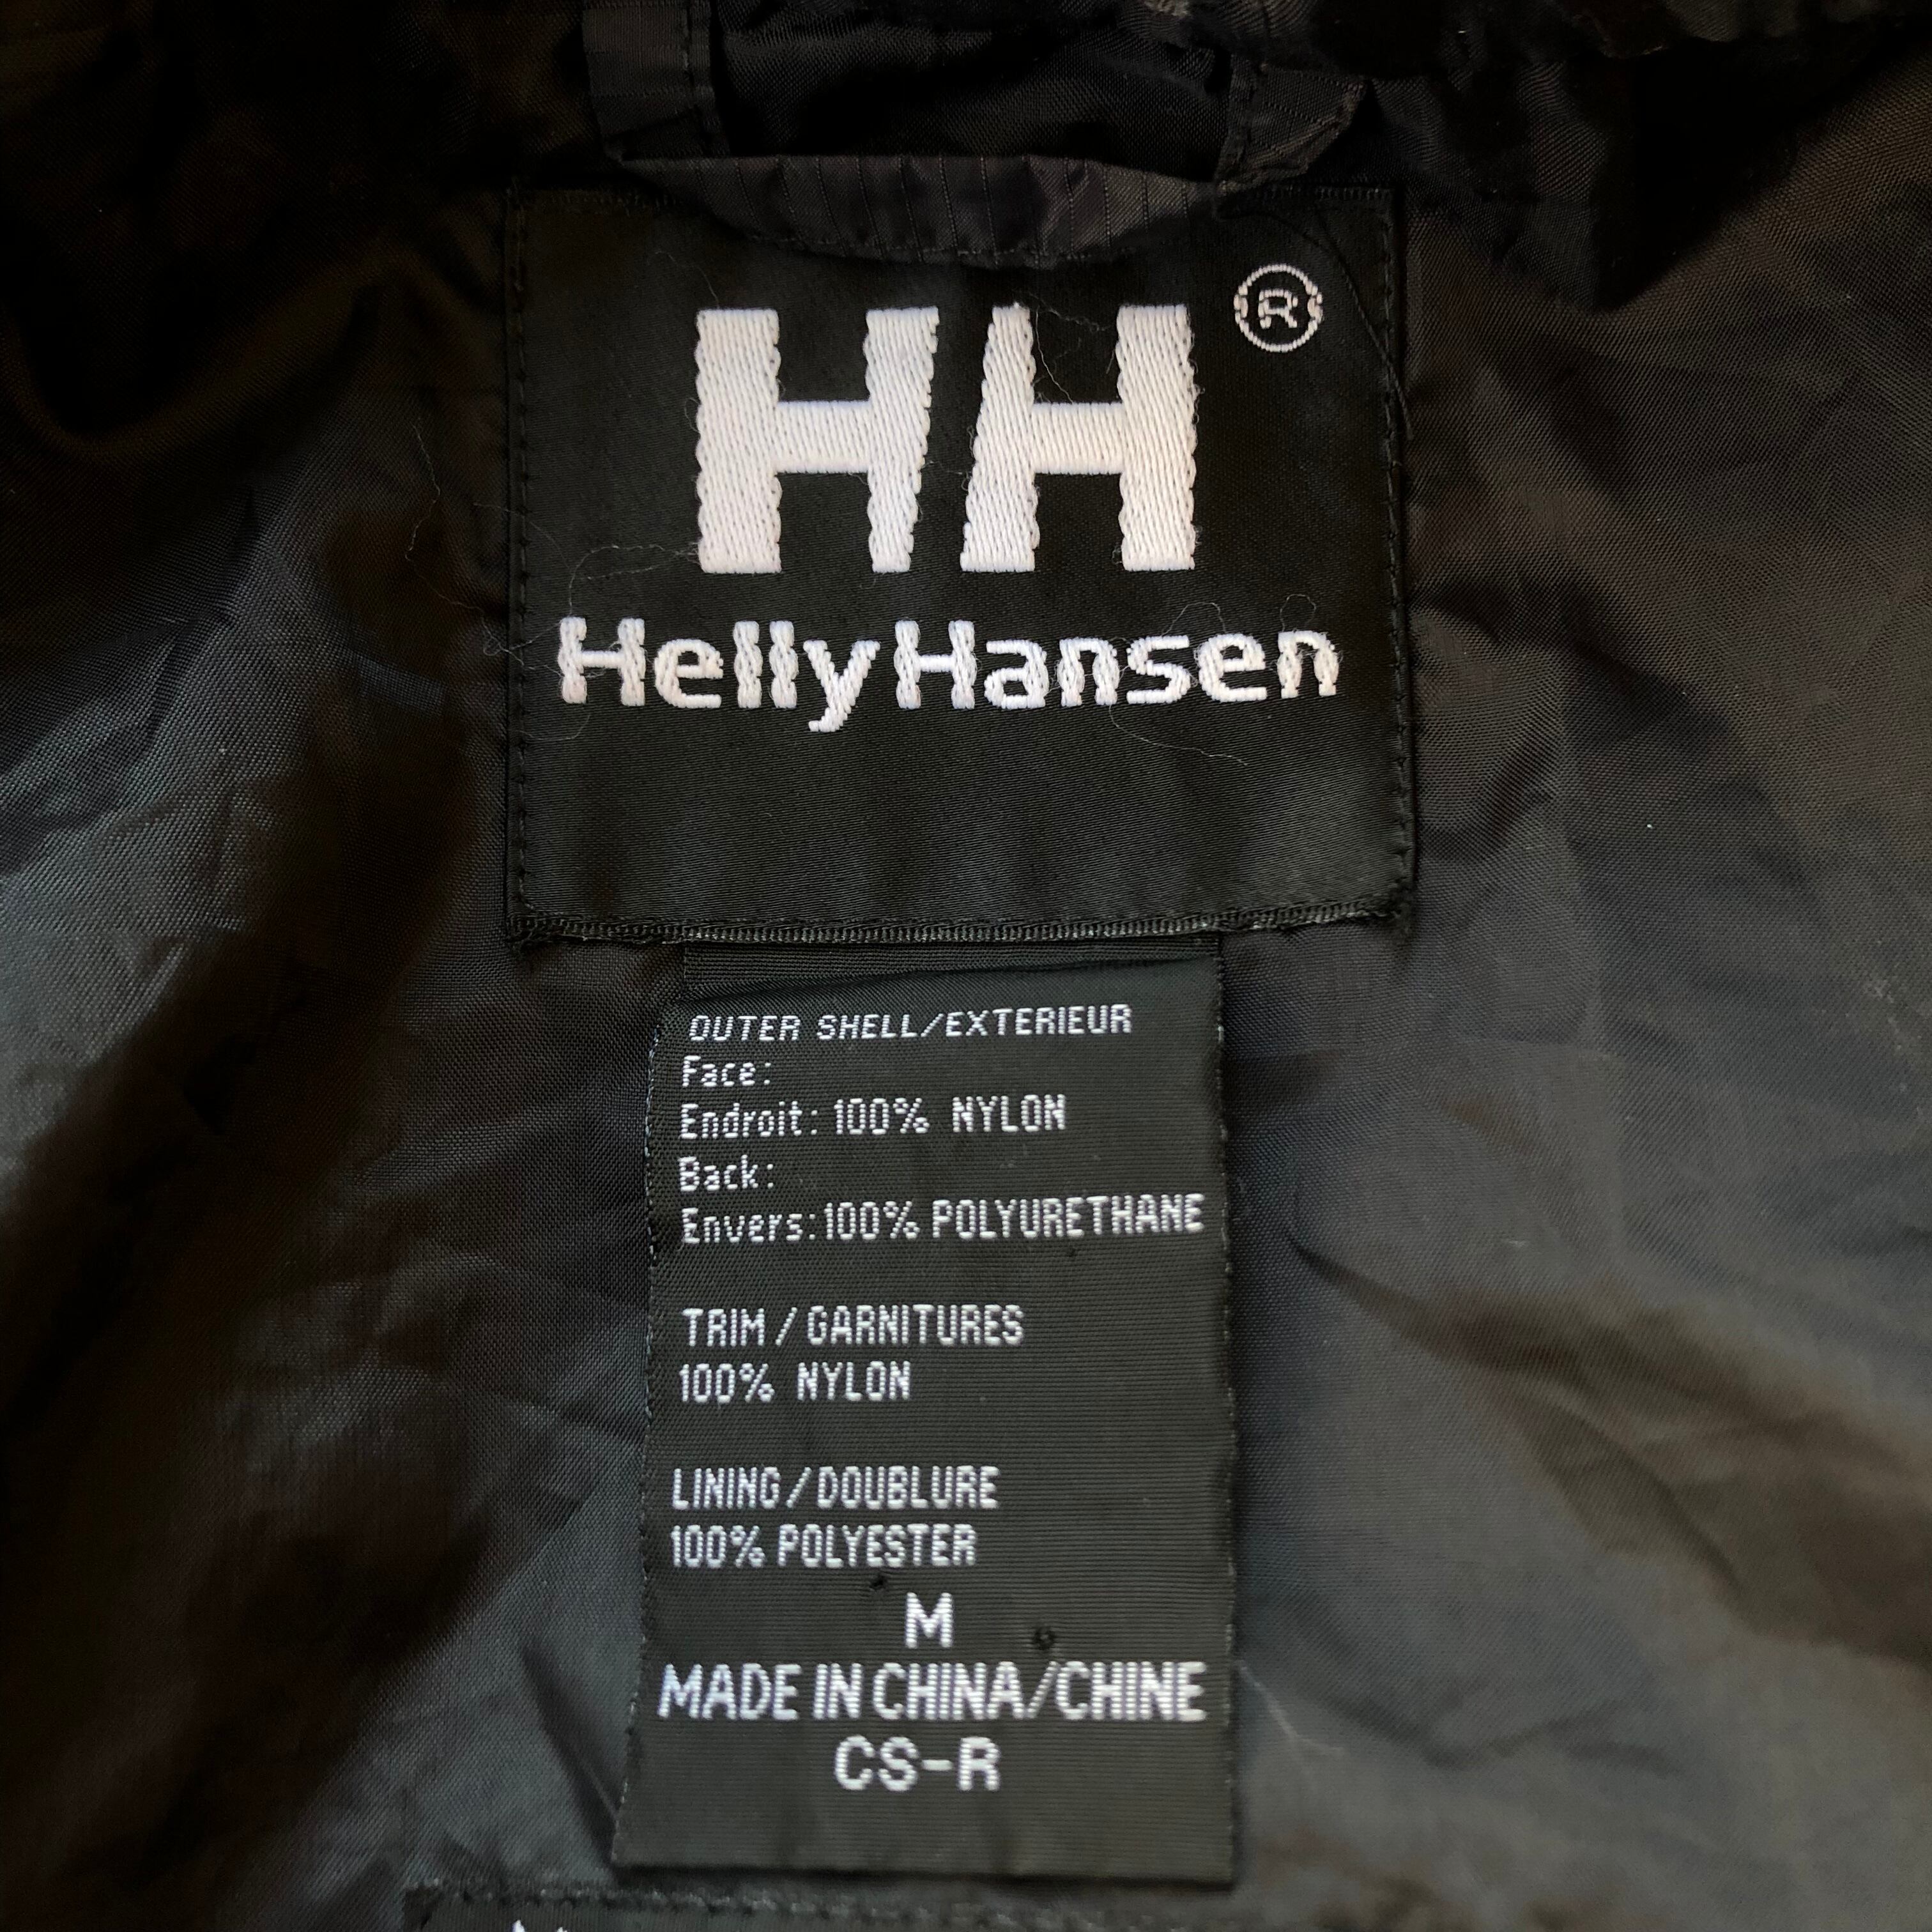 HH®
Helly Hansen
OUTER SHELL/EXTERIEUR
Face:
Endroit: 100% NYLON
Back:
Envers: 100% POLYURETHANE
TRIM / GARNITURES
100% NYLON
LINING / DOUBLURE
100% POLYESTER
M
MADE IN CHINA/CHINE
CS-R